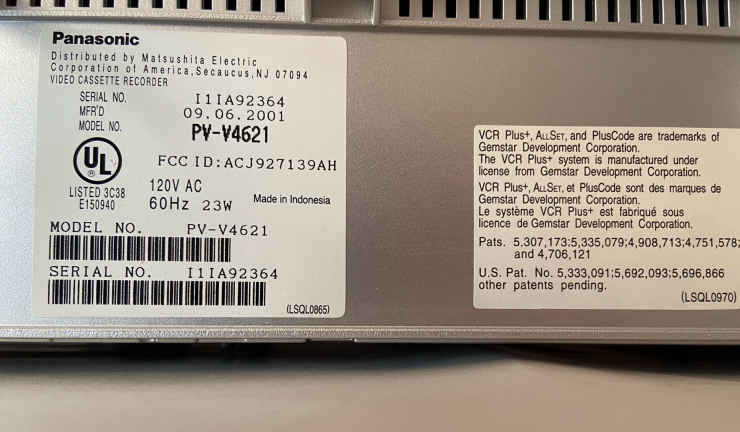 Panasonic
Distributed by Matsushita Electric
Corporation of America,Secaucus,NJ 07094
VIDEO CASSETTE RECORDER
SERIAL NO. I1IA92364
MFR'D 09.06.2001
MODEL NO. PV-V4621
UL
®
LISTED 3C38
E150940
FCC ID:ACJ927139AH
120V AC
60Hz 23W
Made in Indonesia
MODEL NO. PV-V4621
SERIAL NO. I1IA92364
(LSQL0865)
VCR Plus+, ALLSET, and PlusCode are trademarks of
Gemstar Development Corporation.
The VCR Plus+ system is manufactured under
license from Gemstar Development Corporation.
VCR Plus+, ALLSET, et PlusCode sont des marques de
Gemstar Development Corporation.
Le système VCR Plus+ est fabriqué sous
licence de Gemstar Development Corporation.
Pats. 5,307,173;5,335,079;4,908,713;4,751,578;
and 4,706,121
U.S. Pat. No. 5,333,091;5,692,093;5,696,866
other patents pending.
(LSQL0970)